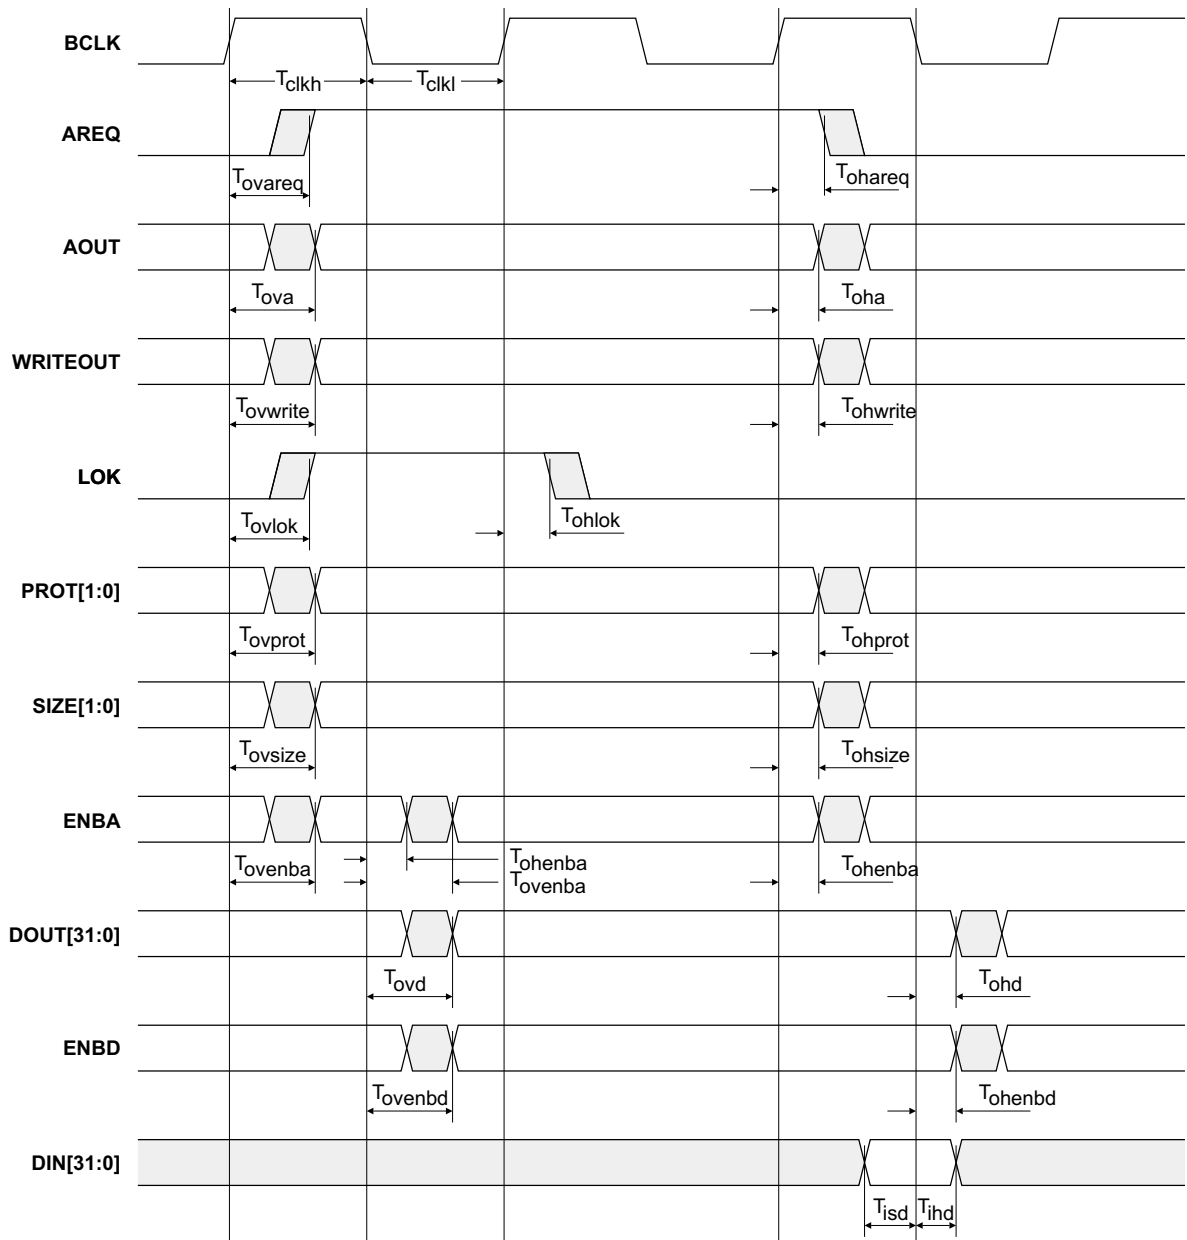 BCLK
Tclkh Tclkl
AREQ
Tovareq Tohareq
AOUT
Tova Toha
WRITEOUT
Tovwrite Tohwrite
LOK
Tovlok Tohlok
PROT[1:0]
Tovprot Tohprot
SIZE[1:0]
Tovsize Tohsize
ENBA
Tovenba Tohenba Tohenba
Tovenba
DOUT[31:0]
Tovd Tohd
ENBD
Tovenbd Tohenbd
DIN[31:0]
Tisd Tihd